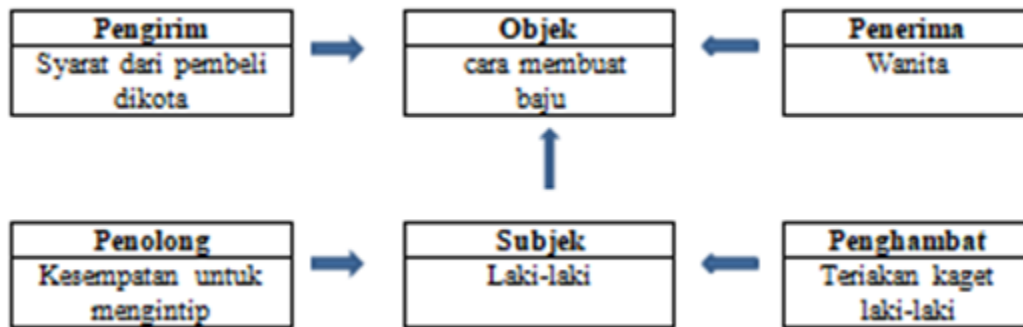 Pengirim
Syarat dari pembeli
dikota
Objek
cara membuat
baju
Penerima
Wanita
Penolong
Kesempatan untuk
mengintip
Subjek
Laki-laki
Penghambat
Teriakan kaget
laki-laki